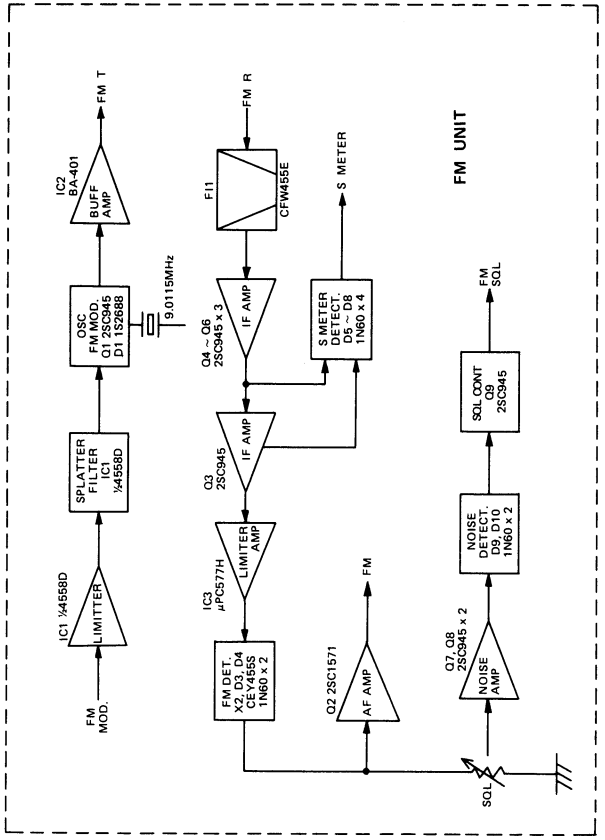 FM
MOD.
IC1 ½4558D
LIMITTER
SPLATTER
FILTER
IC1
½4558D
OSC
FM MOD.
Q1 2SC945
D1 1S2688
9.0115MHz
IC2
BA-401
BUFF
AMP
FM T
FM R
FI1
CFW455E
Q4 ~ Q6
2SC945 x 3
IF AMP
Q3
2SC945
IF AMP
IC3
μPC577H
LIMITER
AMP
FM DET.
X2, D3, D4
CEY455S
1N60 x 2
S METER
DETECT.
D5 ~ D8
1N60 x 4
S METER
Q2 2SC1571
AF AMP
FM
SQL
Q7, Q8
2SC945 x 2
NOISE
AMP
NOISE
DETECT.
D9, D10
1N60 x 2
SQL CONT
Q9
2SC945
FM
SQL
FM UNIT